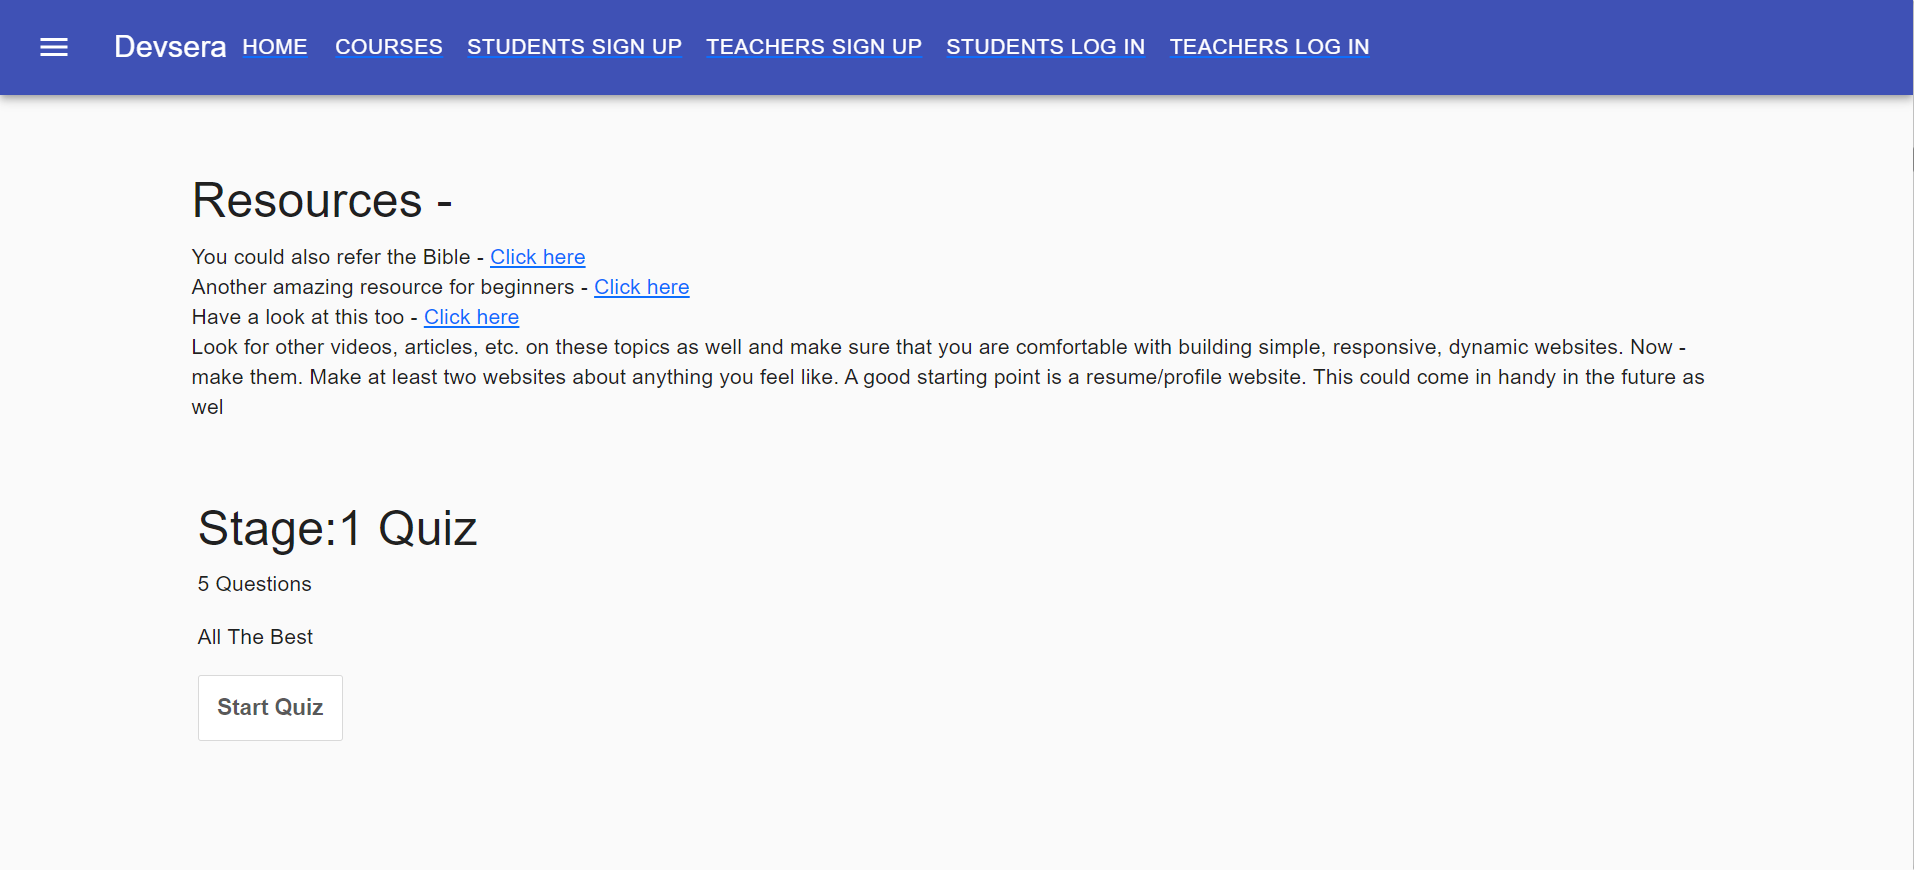 Devsera HOME COURSES STUDENTS SIGN UP TEACHERS SIGN UP STUDENTS LOG IN TEACHERS LOG IN
Resources -
You could also refer the Bible - Click here
Another amazing resource for beginners - Click here
Have a look at this too - Click here
Look for other videos, articles, etc. on these topics as well and make sure that you are comfortable with building simple, responsive, dynamic websites. Now -
make them. Make at least two websites about anything you feel like. A good starting point is a resume/profile website. This could come in handy in the future as
wel
Stage:1 Quiz
5 Questions
All The Best
Start Quiz